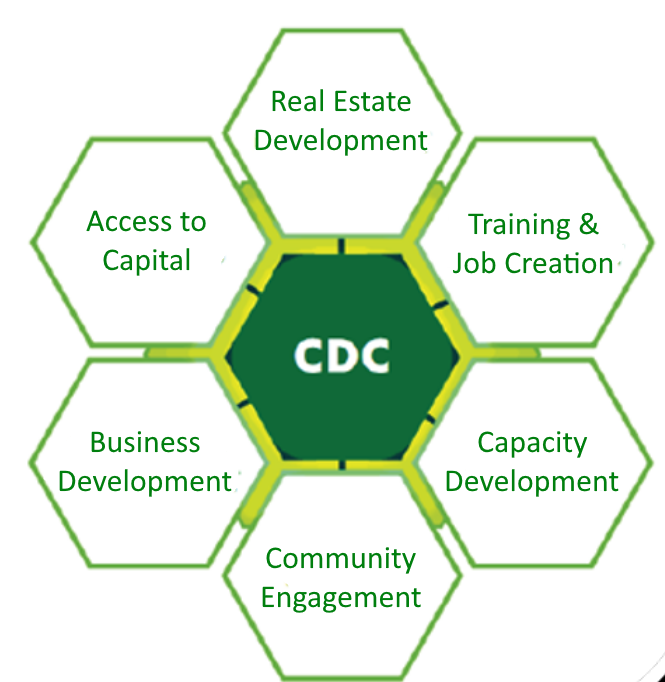 Real Estate
Development
Access to
Capital
Training &
Job Creation
CDC
Business
Development
Capacity
Development
Community
Engagement